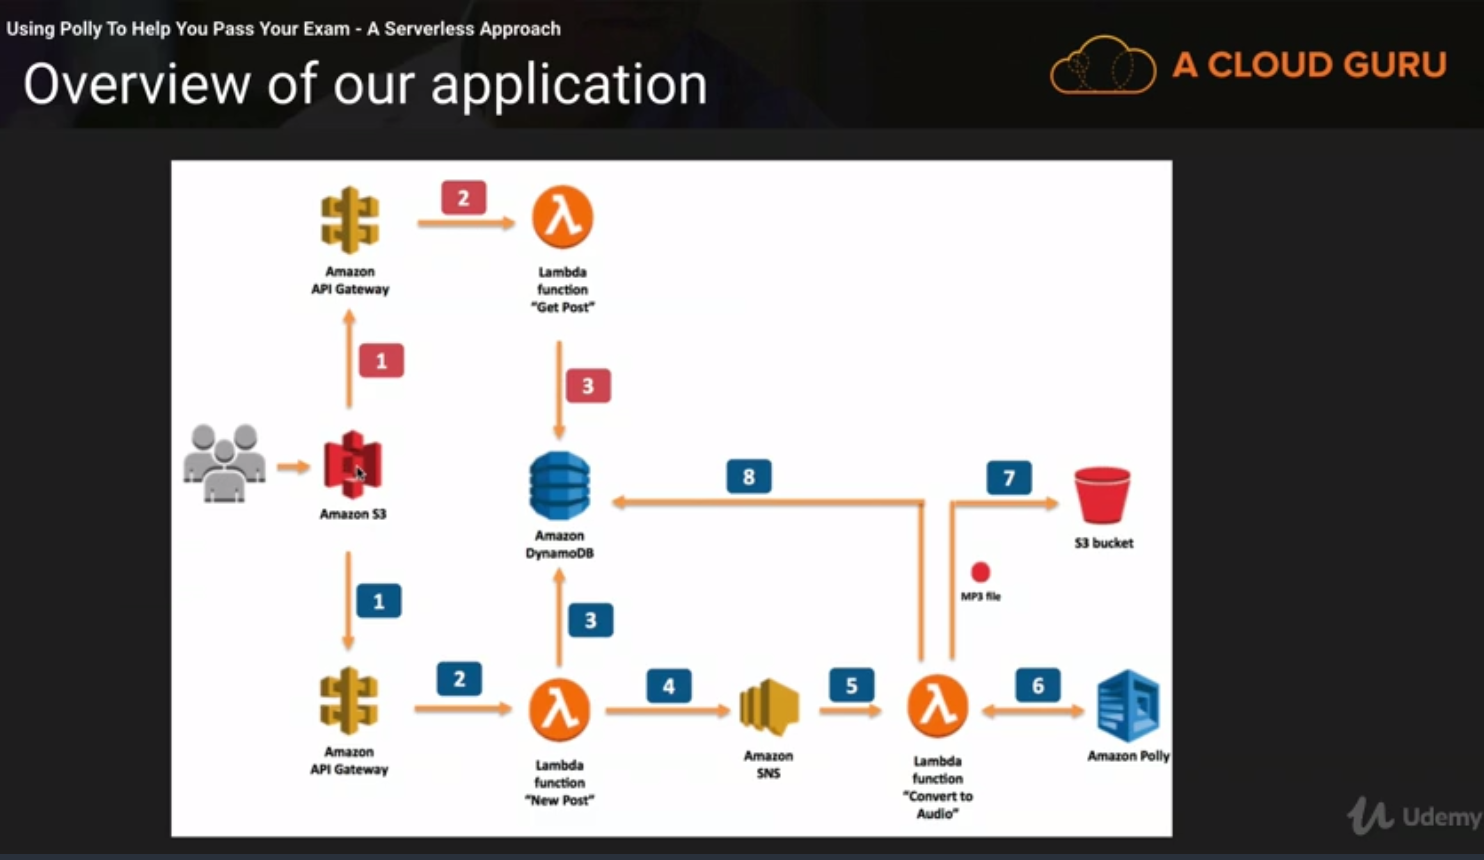 Using Polly To Help You Pass Your Exam - A Serverless Approach
Overview of our application
A CLOUD GURU
2
Amazon
API Gateway
Lambda
function
"Get Post"
1
3
Amazon S3
Amazon
DynamoDB
8
7
S3 bucket
MP3 file
1
3
2
4
5
6
Amazon
API Gateway
Lambda
function
"New Post"
Amazon
SNS
Lambda
function
"Convert to
Audio"
Amazon Polly
Udemy